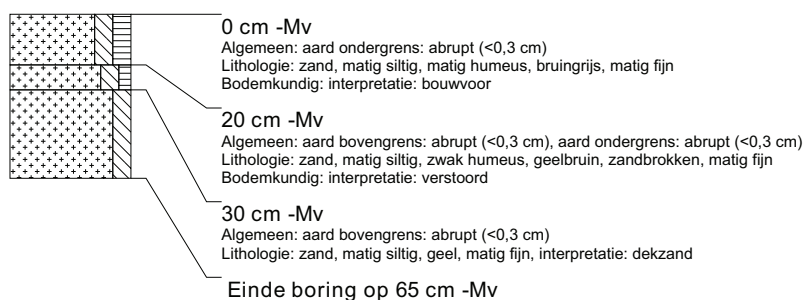 0 cm -Mv
Algemeen: aard ondergrens: abrupt (<0,3 cm)
Lithologie: zand, matig siltig, matig humeus, bruingrijs, matig fijn
Bodemkundig: interpretatie: bouwvoor
20 cm -Mv
Algemeen: aard bovengrens: abrupt (<0,3 cm), aard ondergrens: abrupt (<0,3 cm)
Lithologie: zand, matig siltig, zwak humeus, geelbruin, zandbrokken, matig fijn
Bodemkundig: interpretatie: verstoord
30 cm -Mv
Algemeen: aard bovengrens: abrupt (<0,3 cm)
Lithologie: zand, matig siltig, geel, matig fijn, interpretatie: dekzand
Einde boring op 65 cm -Mv